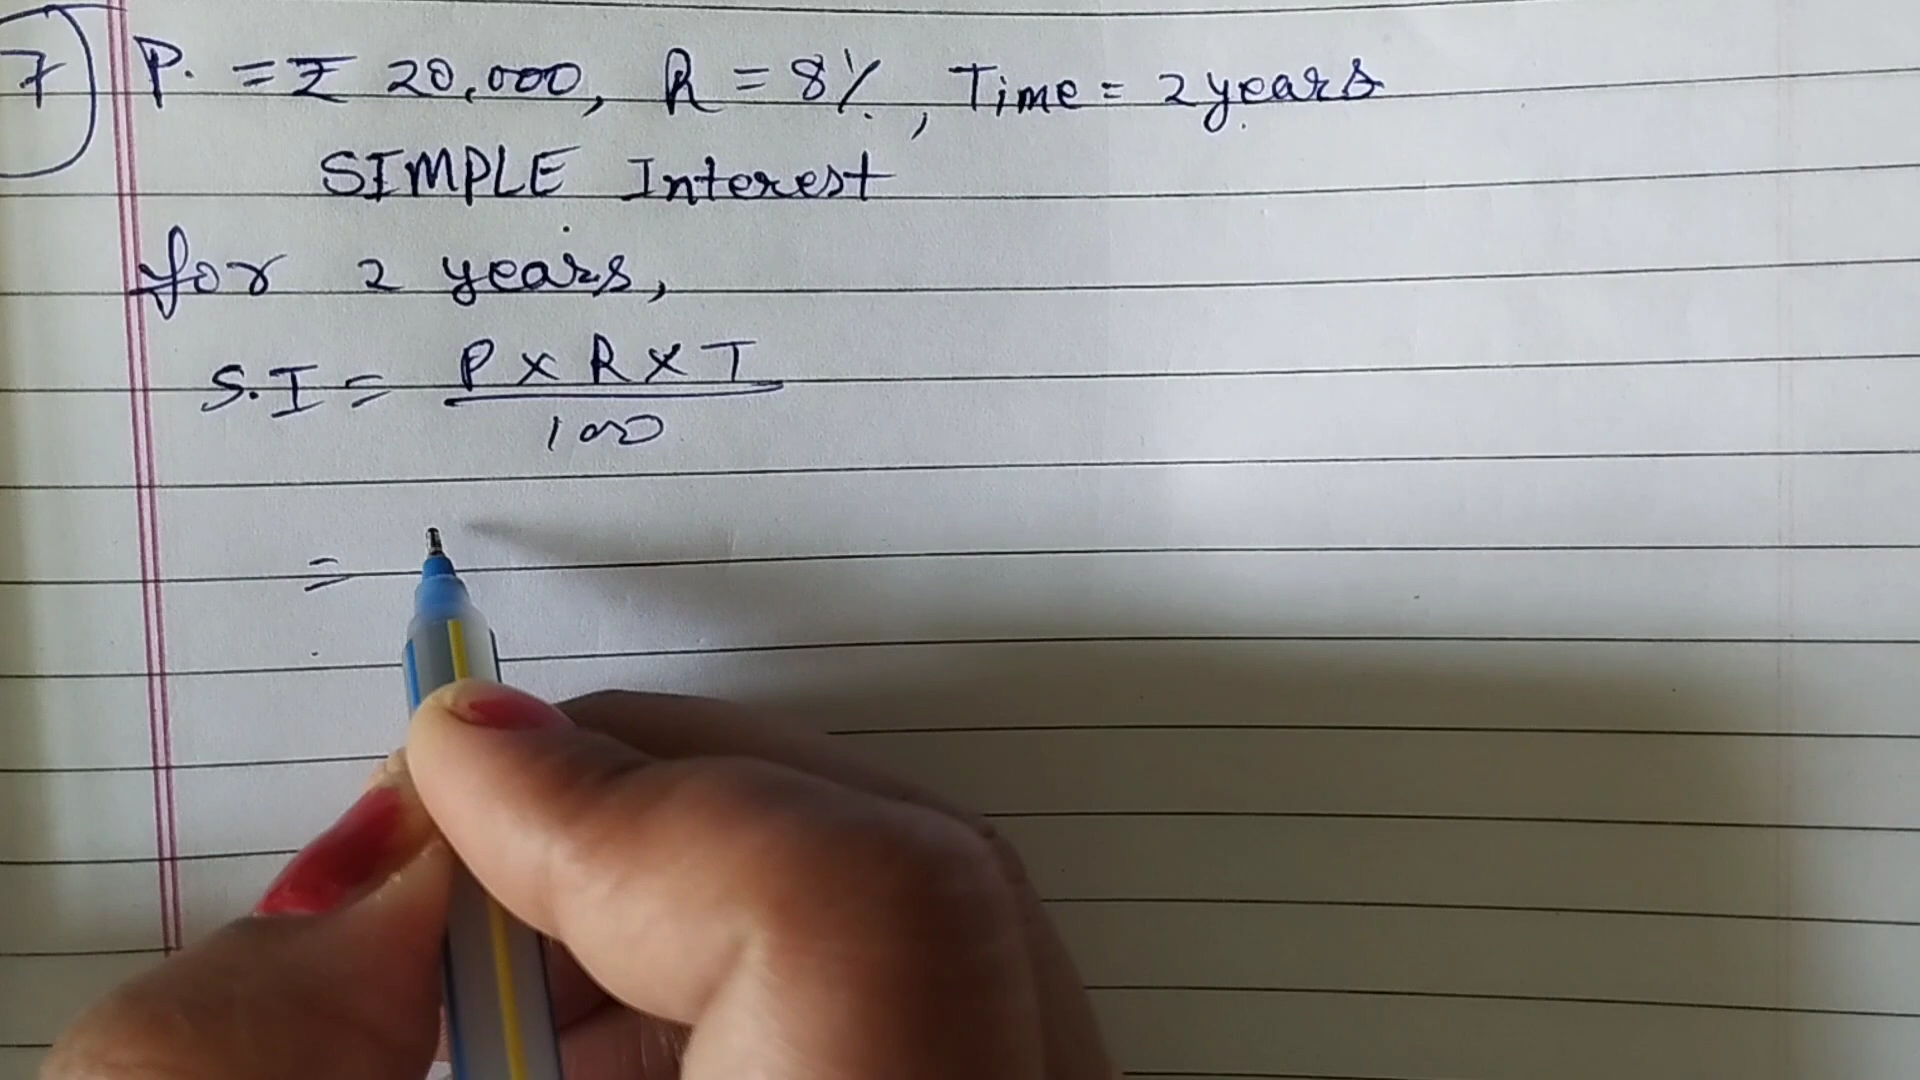 7) P. = ₹ 20,000, R = 8%, Time = 2 years
SIMPLE Interest
for 2 years,
S.I = P × R × T
100
=